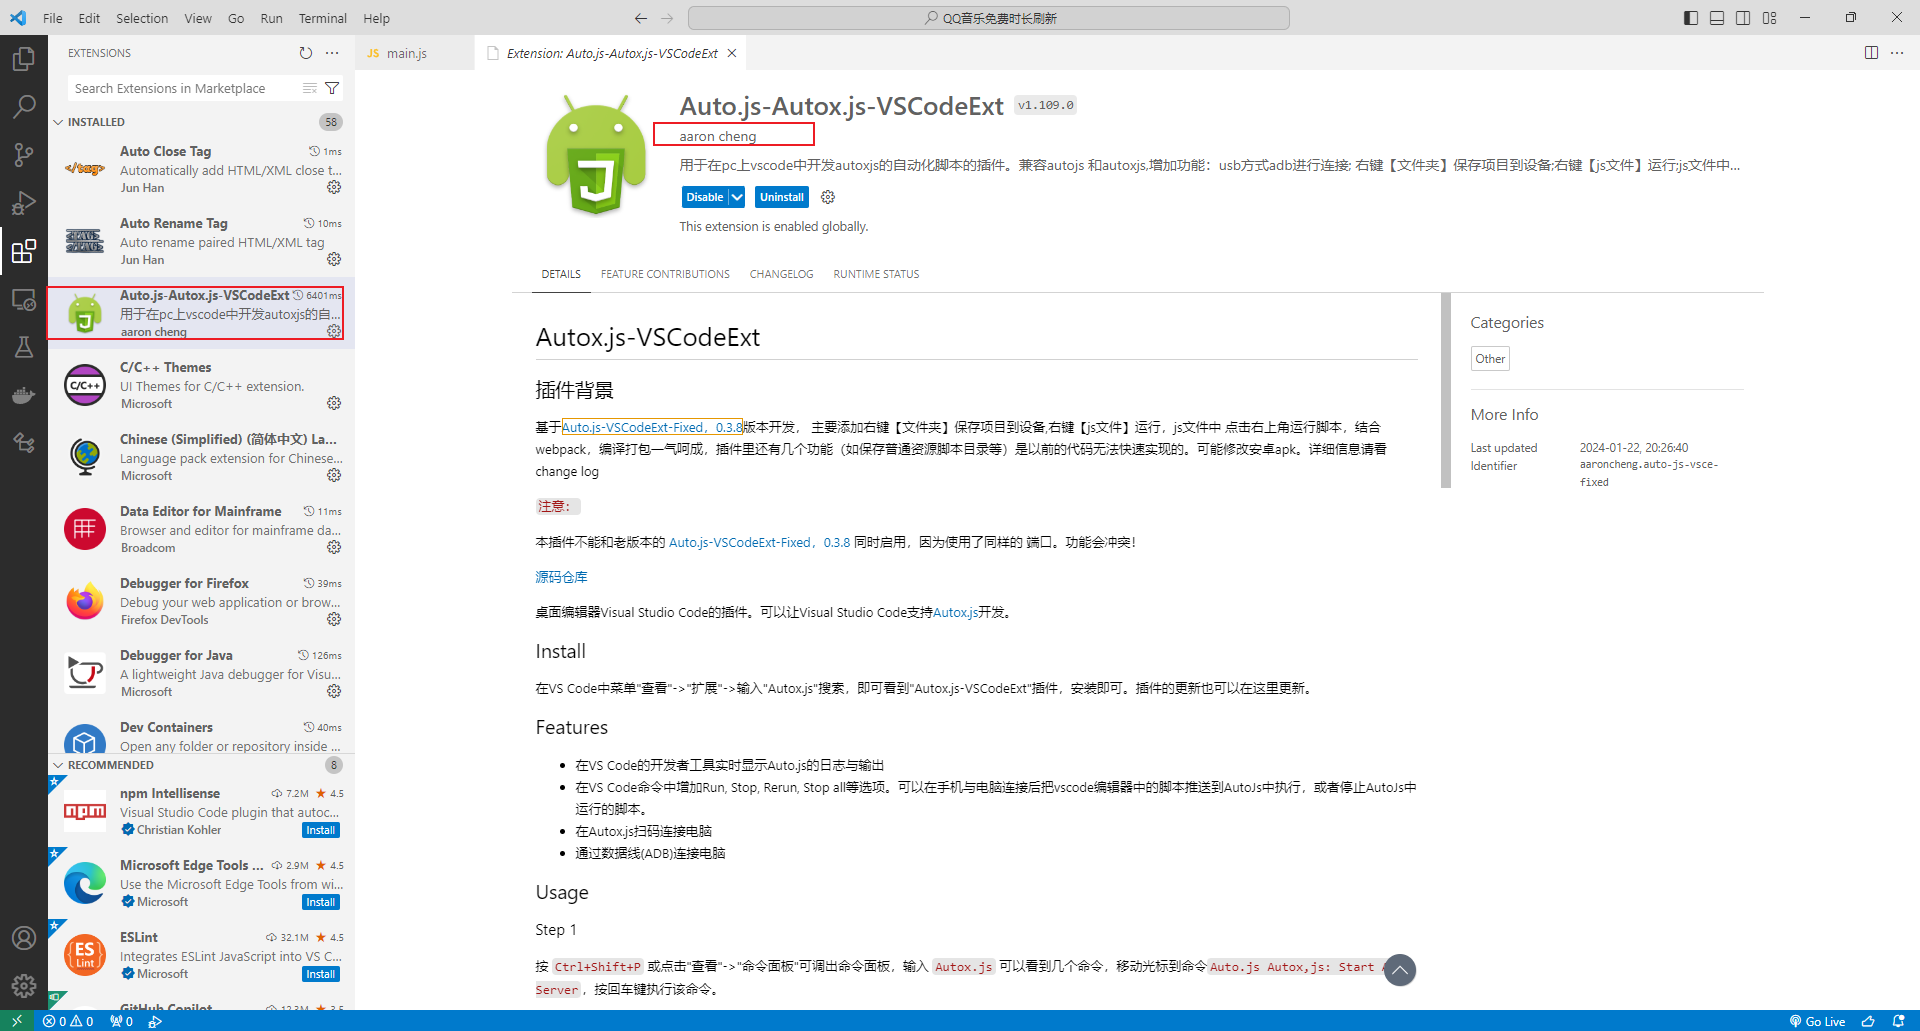 File Edit Selection View Go Run Terminal Help
QQ音乐免费时长刷新
EXTENSIONS
Search Extensions in Marketplace
INSTALLED 58
Auto Close Tag 1ms
Automatically add HTML/XML close t...
Jun Han
Auto Rename Tag 10ms
Auto rename paired HTML/XML tag
Jun Han
Auto.js-Autox.js-VSCodeExt 6401ms
用于在pc上vscode中开发autoxjs的自...
aaron cheng
C/C++ Themes
UI Themes for C/C++ extension.
Microsoft
Chinese (Simplified) (简体中文) La...
Language pack extension for Chinese...
Microsoft
Data Editor for Mainframe 11ms
Browser and editor for mainframe da...
Broadcom
Debugger for Firefox 39ms
Debug your web application or brow...
Firefox DevTools
Debugger for Java 126ms
A lightweight Java debugger for Visu...
Microsoft
Dev Containers 40ms
Open any folder or repository inside ...
RECOMMENDED 8
npm Intellisense 7.2M 4.5
Visual Studio Code plugin that autoc...
Christian Kohler Install
Microsoft Edge Tools ... 2.9M 4.5
Use the Microsoft Edge Tools from wi...
Microsoft Install
ESLint 32.1M 4.5
Integrates ESLint JavaScript into VS C...
Microsoft Install
GitHub Copilot
JS main.js
Extension: Auto.js-Autox.js-VSCodeExt
Auto.js-Autox.js-VSCodeExt v1.109.0
aaron cheng
用于在pc上vscode中开发autoxjs的自动化脚本的插件。兼容autojs 和autoxjs,增加功能：usb方式adb进行连接; 右键【文件夹】保存项目到设备;右键【js文件】运行;js文件中...
Disable Uninstall
This extension is enabled globally.
DETAILS FEATURE CONTRIBUTIONS CHANGELOG RUNTIME STATUS
Autox.js-VSCodeExt
插件背景
基于Auto.js-VSCodeExt-Fixed，0.3.8版本开发， 主要添加右键【文件夹】保存项目到设备,右键【js文件】运行，js文件中 点击右上角运行脚本，结合
webpack，编译打包一气呵成，插件里还有几个功能（如保存普通资源脚本目录等）是以前的代码无法快速实现的。可能修改安卓apk。详细信息请看
change log
注意：
本插件不能和老版本的 Auto.js-VSCodeExt-Fixed，0.3.8 同时启用，因为使用了同样的 端口。功能会冲突！
源码仓库
桌面编辑器Visual Studio Code的插件。可以让Visual Studio Code支持Autox.js开发。
Install
在VS Code中菜单"查看"->"扩展"->输入"Autox.js"搜索，即可看到"Autox.js-VSCodeExt"插件，安装即可。插件的更新也可以在这里更新。
Features
在VS Code的开发者工具实时显示Auto.js的日志与输出
在VS Code命令中增加Run, Stop, Rerun, Stop all等选项。可以在手机与电脑连接后把vscode编辑器中的脚本推送到AutoJs中执行，或者停止AutoJs中
运行的脚本。
在Autox.js扫码连接电脑
通过数据线(ADB)连接电脑
Usage
Step 1
按 Ctrl+Shift+P 或点击"查看"->"命令面板"可调出命令面板，输入 Autox.js 可以看到几个命令，移动光标到命令Auto.js Autox,js: Start
Server，按回车键执行该命令。
Categories
Other
More Info
Last updated 2024-01-22, 20:26:40
Identifier aaroncheng.auto-js-vsce-
fixed
0 0 0 Go Live